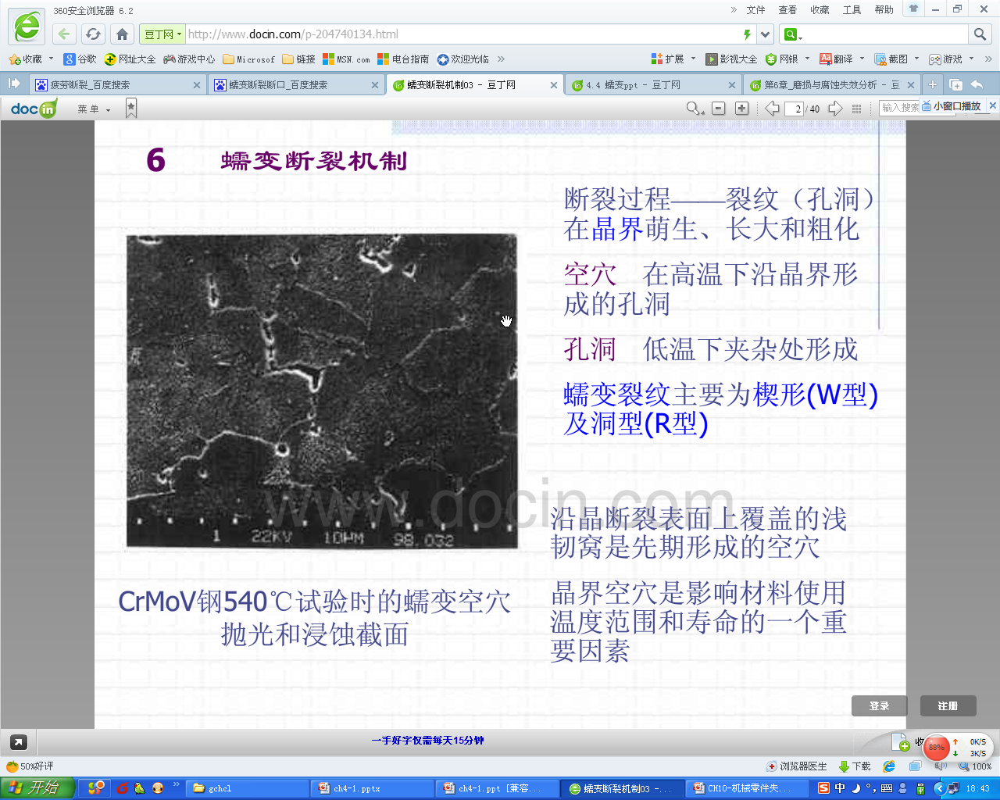 360安全浏览器 6.2
» 文件 查看 收藏 工具 帮助
豆丁网 http://www.docin.com/p-204740134.html
收藏 谷歌 网址大全 游戏中心 Microsof 链接 MSN.com 电台指南 欢迎光临 » 扩展 影视大全 网银 翻译 截图 游戏 »
疲劳断裂_百度搜索 蠕变断裂断口_百度搜索 蠕变断裂机制03 - 豆丁网 4.4 蠕变ppt - 豆丁网 第6章_磨损与腐蚀失效分析 - 豆
docin 菜单 2 / 40 输入搜索 小窗口播放
6 蠕变断裂机制
断裂过程——裂纹（孔洞）
在晶界萌生、长大和粗化
空穴 在高温下沿晶界形
成的孔洞
孔洞 低温下夹杂处形成
蠕变裂纹主要为楔形(W型)
及洞型(R型)
www.docin.com
沿晶断裂表面上覆盖的浅
韧窝是先期形成的空穴
晶界空穴是影响材料使用
温度范围和寿命的一个重
要因素
1 22KV 10μM 98.032
CrMoV钢540℃试验时的蠕变空穴
抛光和浸蚀截面
登录 注册
一手好字仅需每天15分钟
收
88% 0K/S
3K/S
50%好评 浏览器医生 下载 100%
开始 » gchcl ch4-1.pptx ch4-1.ppt [兼容... 蠕变断裂机制03 -... CH10-机械零件失... 中 18:43